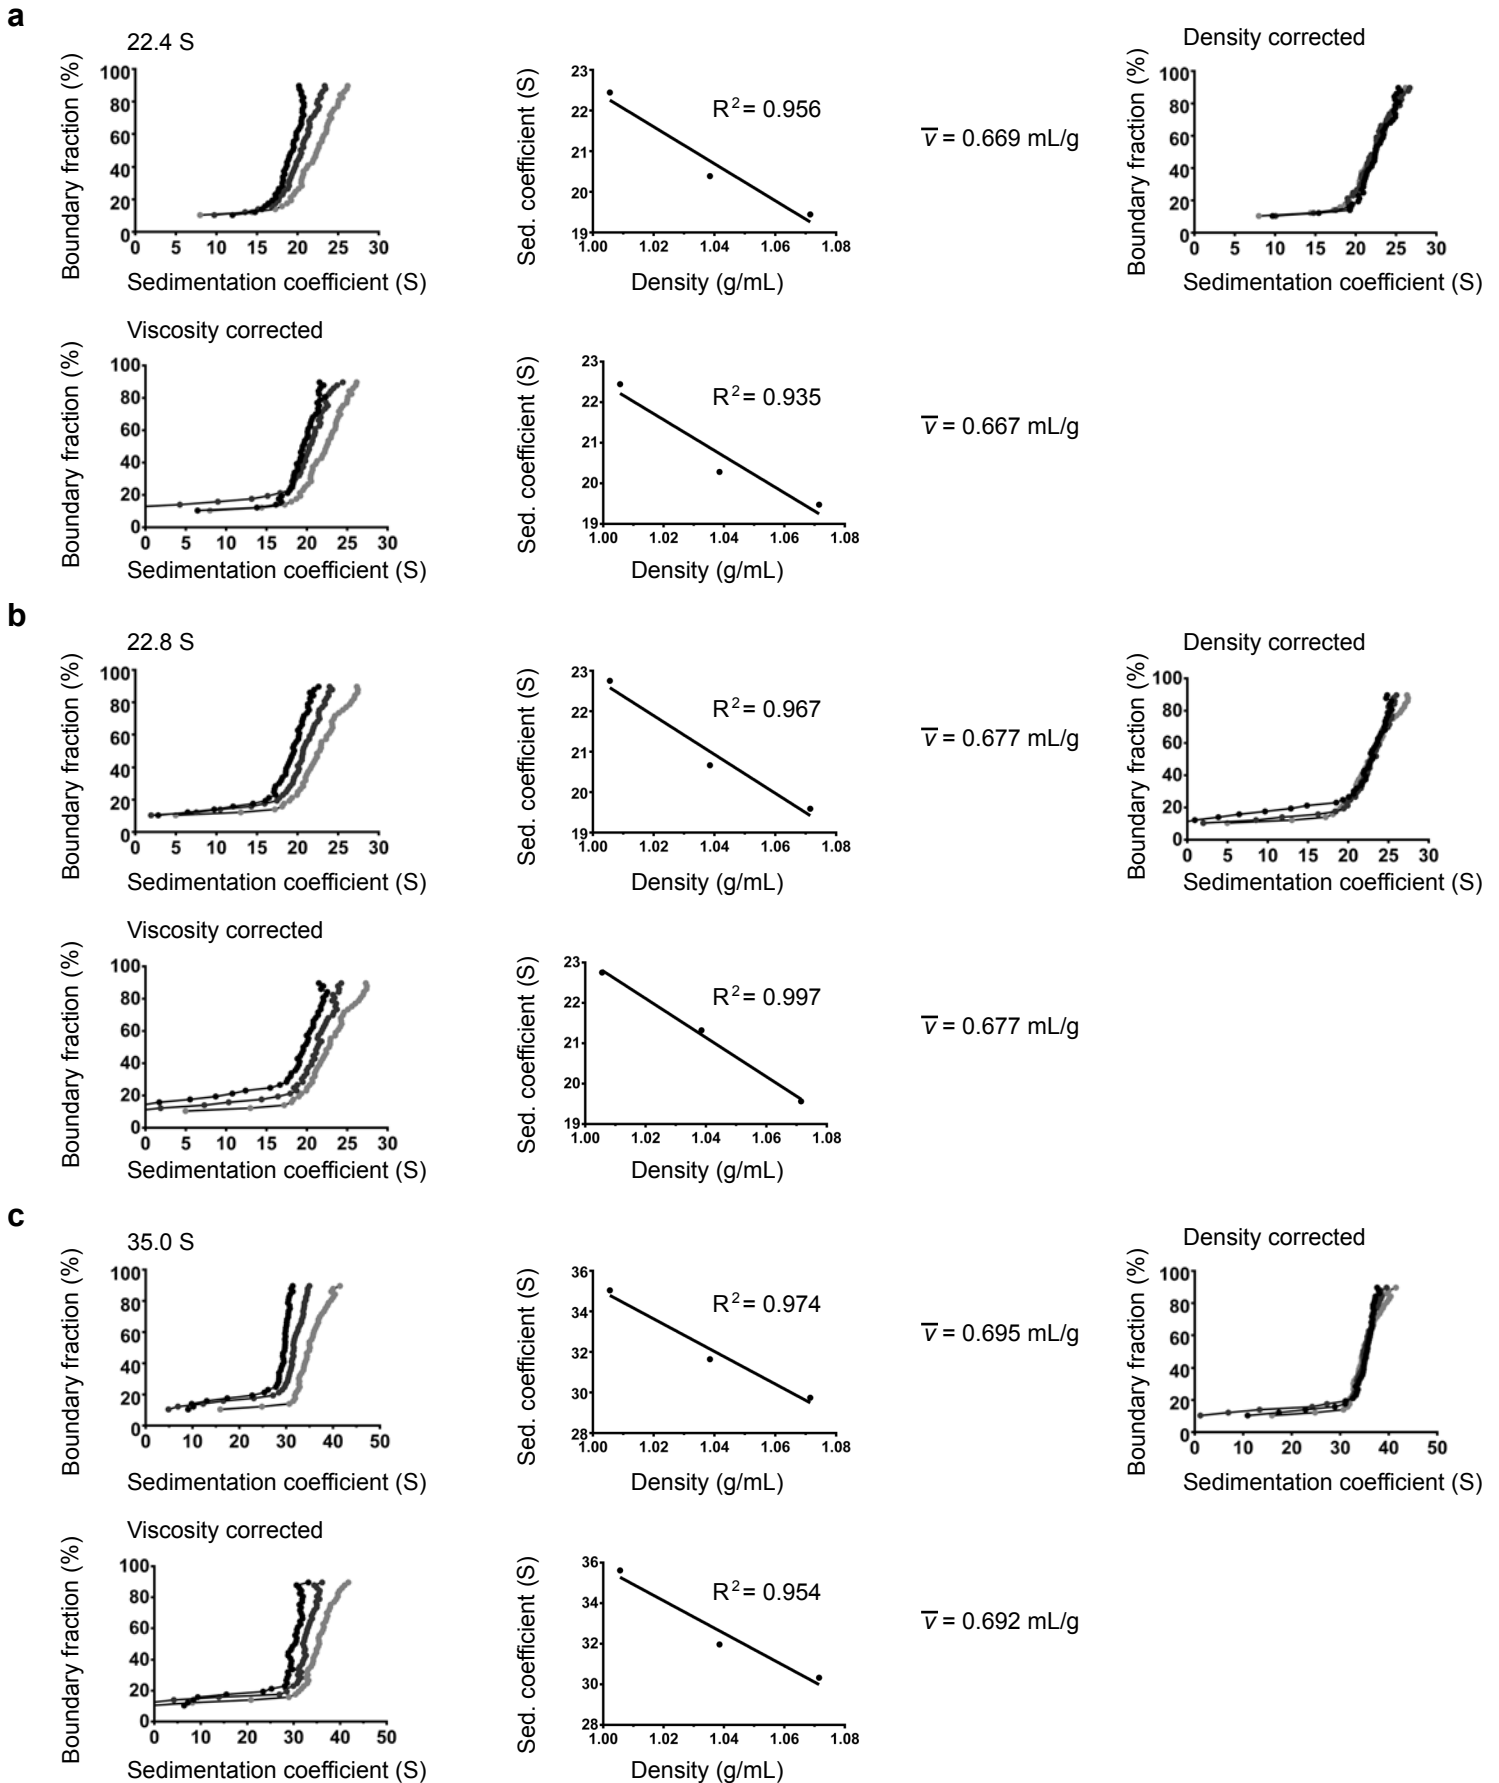 a
22.4 S
Boundary fraction (%)
100
80
60
40
20
0
0 5 10 15 20 25 30
Sedimentation coefficient (S)
Sed. coefficient (S)
23
22
21
20
19
1.00 1.02 1.04 1.06 1.08
Density (g/mL)
R2 = 0.956
v̅ = 0.669 mL/g
Density corrected
Boundary fraction (%)
100
80
60
40
20
0
0 5 10 15 20 25 30
Sedimentation coefficient (S)
Viscosity corrected
Boundary fraction (%)
100
80
60
40
20
0
0 5 10 15 20 25 30
Sedimentation coefficient (S)
Sed. coefficient (S)
23
22
21
20
19
1.00 1.02 1.04 1.06 1.08
Density (g/mL)
R2 = 0.935
v̅ = 0.667 mL/g
b
22.8 S
Boundary fraction (%)
100
80
60
40
20
0
0 5 10 15 20 25 30
Sedimentation coefficient (S)
Sed. coefficient (S)
23
22
21
20
19
1.00 1.02 1.04 1.06 1.08
Density (g/mL)
R2 = 0.967
v̅ = 0.677 mL/g
Density corrected
Boundary fraction (%)
100
80
60
40
20
0
0 5 10 15 20 25 30
Sedimentation coefficient (S)
Viscosity corrected
Boundary fraction (%)
100
80
60
40
20
0
0 5 10 15 20 25 30
Sedimentation coefficient (S)
Sed. coefficient (S)
23
22
21
20
19
1.00 1.02 1.04 1.06 1.08
Density (g/mL)
R2 = 0.997
v̅ = 0.677 mL/g
c
35.0 S
Boundary fraction (%)
100
80
60
40
20
0
0 10 20 30 40 50
Sedimentation coefficient (S)
Sed. coefficient (S)
36
34
32
30
28
1.00 1.02 1.04 1.06 1.08
Density (g/mL)
R2 = 0.974
v̅ = 0.695 mL/g
Density corrected
Boundary fraction (%)
100
80
60
40
20
0
0 10 20 30 40 50
Sedimentation coefficient (S)
Viscosity corrected
Boundary fraction (%)
100
80
60
40
20
0
0 10 20 30 40 50
Sedimentation coefficient (S)
Sed. coefficient (S)
36
34
32
30
28
1.00 1.02 1.04 1.06 1.08
Density (g/mL)
R2 = 0.954
v̅ = 0.692 mL/g